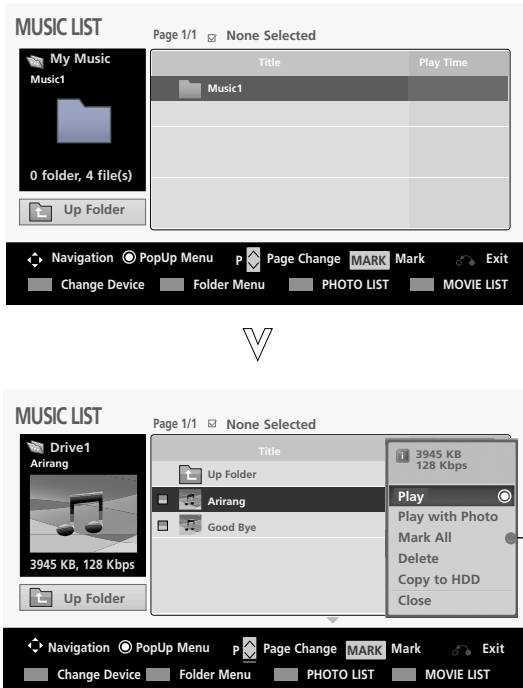 MUSIC LIST
Page 1/1 None Selected
My Music
Music1
0 folder, 4 file(s)
Up Folder
Title Play Time
Music1
Navigation PopUp Menu P Page Change MARK Mark Exit
Change Device Folder Menu PHOTO LIST MOVIE LIST
MUSIC LIST
Page 1/1 None Selected
Drive1
Arirang
3945 KB, 128 Kbps
Up Folder
Title
Up Folder
Arirang
Good Bye
3945 KB
128 Kbps
Play
Play with Photo
Mark All
Delete
Copy to HDD
Close
Navigation PopUp Menu P Page Change MARK Mark Exit
Change Device Folder Menu PHOTO LIST MOVIE LIST